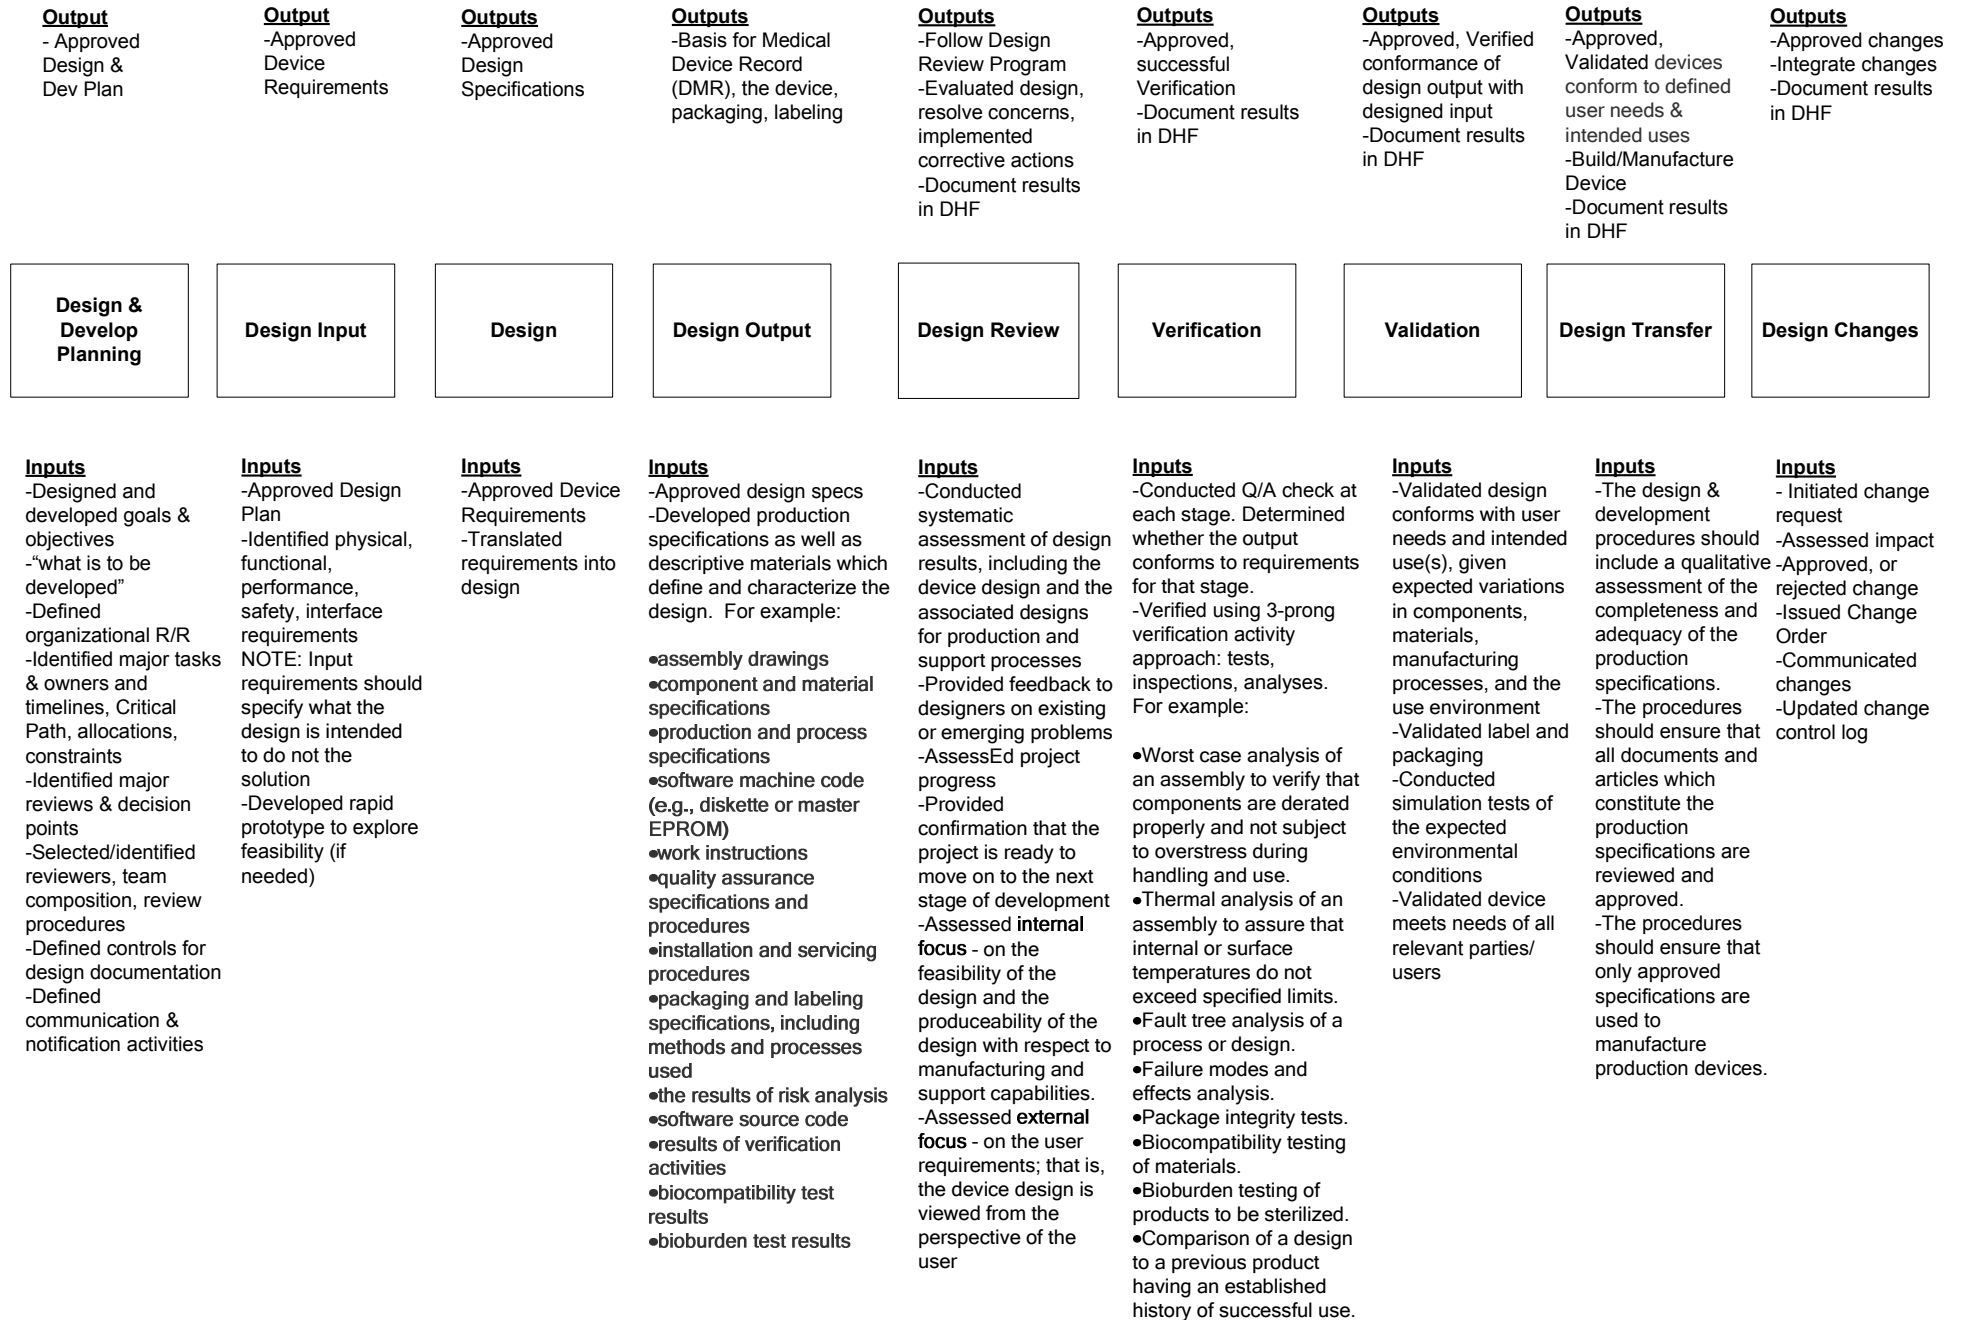 Output
- Approved
Design &
Dev Plan
Output
-Approved
Device
Requirements
Outputs
-Approved
Design
Specifications
Outputs
-Basis for Medical
Device Record
(DMR), the device,
packaging, labeling
Outputs
-Follow Design
Review Program
-Evaluated design,
resolve concerns,
implemented
corrective actions
-Document results
in DHF
Outputs
-Approved,
successful
Verification
-Document results
in DHF
Outputs
-Approved, Verified
conformance of
design output with
designed input
-Document results
in DHF
Outputs
-Approved,
Validated devices
conform to defined
user needs &
intended uses
-Build/Manufacture
Device
-Document results
in DHF
Outputs
-Approved changes
-Integrate changes
-Document results
in DHF
Design &
Develop
Planning
Design Input
Design
Design Output
Design Review
Verification
Validation
Design Transfer
Design Changes
Inputs
-Designed and
developed goals &
objectives
-“what is to be
developed”
-Defined
organizational R/R
-Identified major tasks
& owners and
timelines, Critical
Path, allocations,
constraints
-Identified major
reviews & decision
points
-Selected/identified
reviewers, team
composition, review
procedures
-Defined controls for
design documentation
-Defined
communication &
notification activities
Inputs
-Approved Design
Plan
-Identified physical,
functional,
performance,
safety, interface
requirements
NOTE: Input
requirements should
specify what the
design is intended
to do not the
solution
-Developed rapid
prototype to explore
feasibility (if
needed)
Inputs
-Approved Device
Requirements
-Translated
requirements into
design
Inputs
-Approved design specs
-Developed production
specifications as well as
descriptive materials which
define and characterize the
design.  For example:
•assembly drawings
•component and material
specifications
•production and process
specifications
•software machine code
(e.g., diskette or master
EPROM)
•work instructions
•quality assurance
specifications and
procedures
•installation and servicing
procedures
•packaging and labeling
specifications, including
methods and processes
used
•the results of risk analysis
•software source code
•results of verification
activities
•biocompatibility test
results
•bioburden test results
Inputs
-Conducted
systematic
assessment of design
results, including the
device design and the
associated designs
for production and
support processes
-Provided feedback to
designers on existing
or emerging problems
-AssessEd project
progress
-Provided
confirmation that the
project is ready to
move on to the next
stage of development
-Assessed internal
focus - on the
feasibility of the
design and the
produceability of the
design with respect to
manufacturing and
support capabilities.
-Assessed external
focus - on the user
requirements; that is,
the device design is
viewed from the
perspective of the
user
Inputs
-Conducted Q/A check at
each stage. Determined
whether the output
conforms to requirements
for that stage.
-Verified using 3-prong
verification activity
approach: tests,
inspections, analyses.
For example:
•Worst case analysis of
an assembly to verify that
components are derated
properly and not subject
to overstress during
handling and use.
•Thermal analysis of an
assembly to assure that
internal or surface
temperatures do not
exceed specified limits.
•Fault tree analysis of a
process or design.
•Failure modes and
effects analysis.
•Package integrity tests.
•Biocompatibility testing
of materials.
•Bioburden testing of
products to be sterilized.
•Comparison of a design
to a previous product
having an established
history of successful use.
Inputs
-Validated design
conforms with user
needs and intended
use(s), given
expected variations
in components,
materials,
manufacturing
processes, and the
use environment
-Validated label and
packaging
-Conducted
simulation tests of
the expected
environmental
conditions
-Validated device
meets needs of all
relevant parties/
users
Inputs
-The design &
development
procedures should
include a qualitative
assessment of the
completeness and
adequacy of the
production
specifications.
-The procedures
should ensure that
all documents and
articles which
constitute the
production
specifications are
reviewed and
approved.
-The procedures
should ensure that
only approved
specifications are
used to
manufacture
production devices.
Inputs
- Initiated change
request
-Assessed impact
-Approved, or
rejected change
-Issued Change
Order
-Communicated
changes
-Updated change
control log